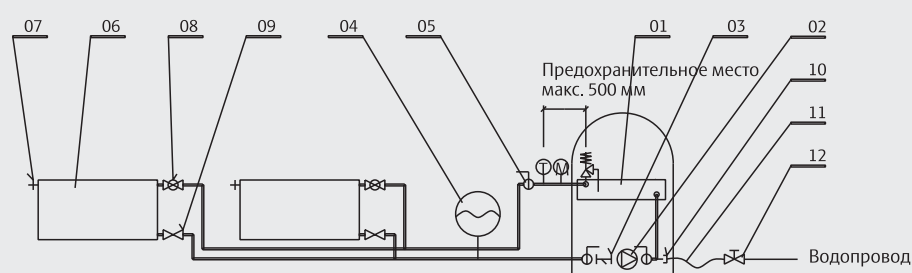 07 06 08 09 04 05 01 03 02
Предохранительное место
макс. 500 мм
10
11
T M
12
Водопровод